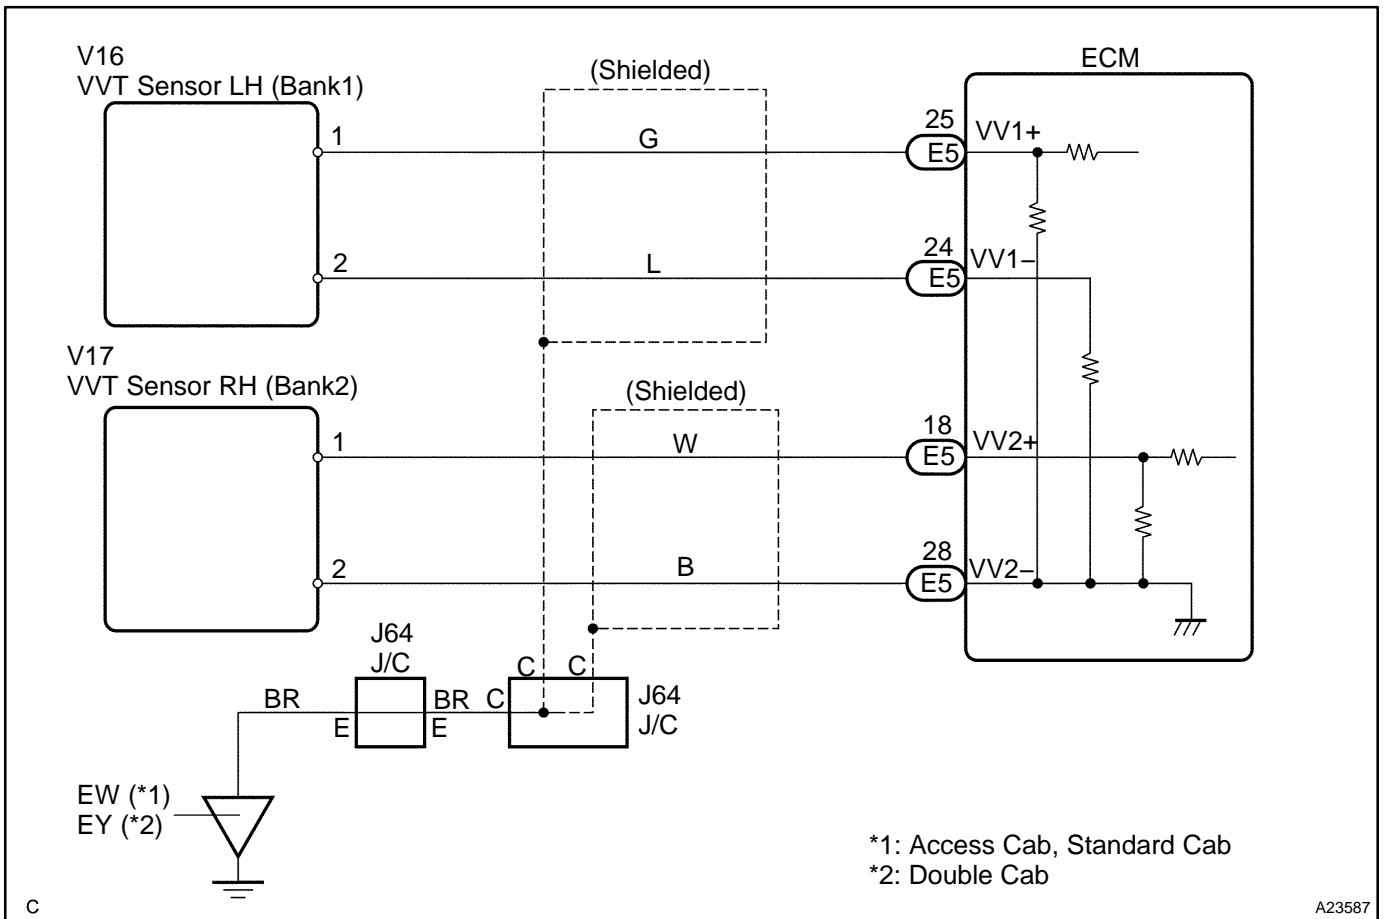 V16
VVT Sensor LH (Bank1)
(Shielded)
ECM
1
G
25
E5
VV1+
2
L
24
E5
VV1−
V17
VVT Sensor RH (Bank2)
(Shielded)
1
W
18
E5
VV2+
2
B
28
E5
VV2−
J64
J/C
C
C
BR
E
BR
E
C
J64
J/C
EW (*1)
EY (*2)
*1: Access Cab, Standard Cab
*2: Double Cab
C
A23587